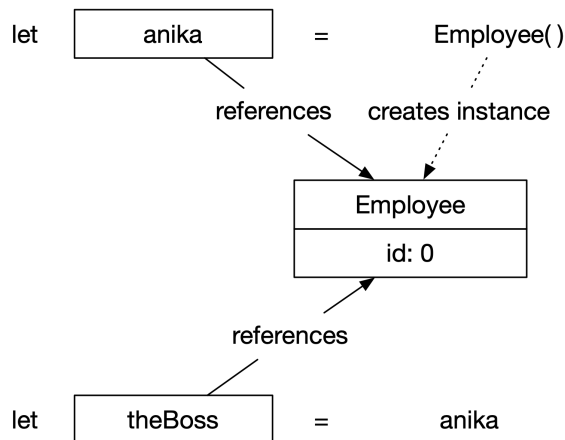 let anika = Employee( )
references creates instance
Employee
id: 0
references
let theBoss = anika